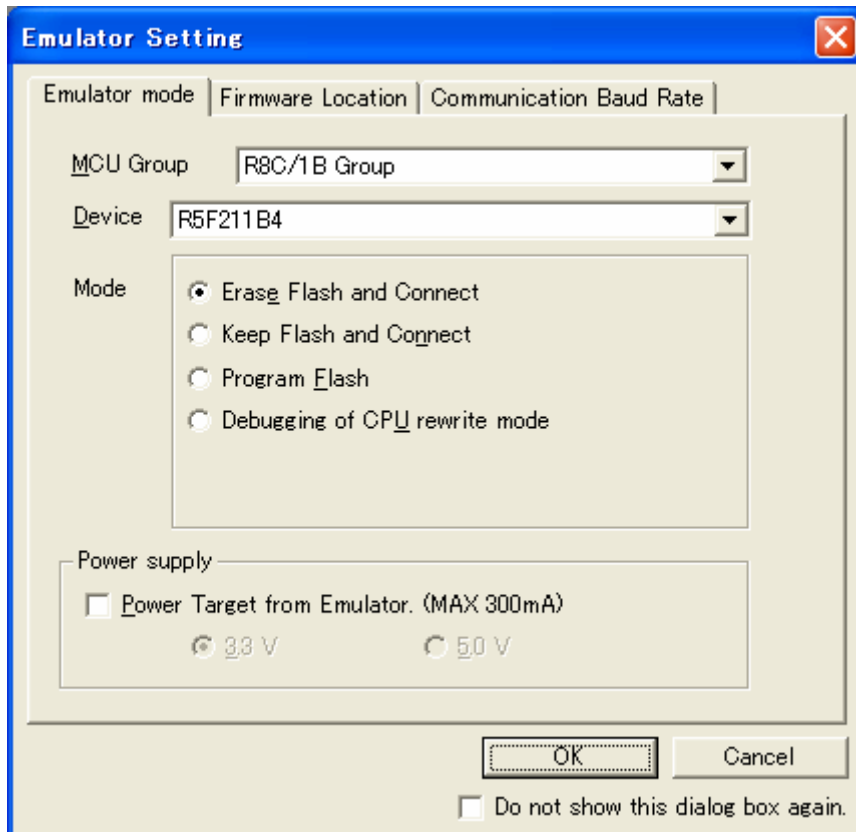 Emulator Setting
Emulator mode Firmware Location Communication Baud Rate
MCU Group R8C/1B Group
Device R5F211B4
Mode
Erase Flash and Connect
Keep Flash and Connect
Program Flash
Debugging of CPU rewrite mode
Power supply
Power Target from Emulator. (MAX 300mA)
3.3 V 5.0 V
OK Cancel
Do not show this dialog box again.